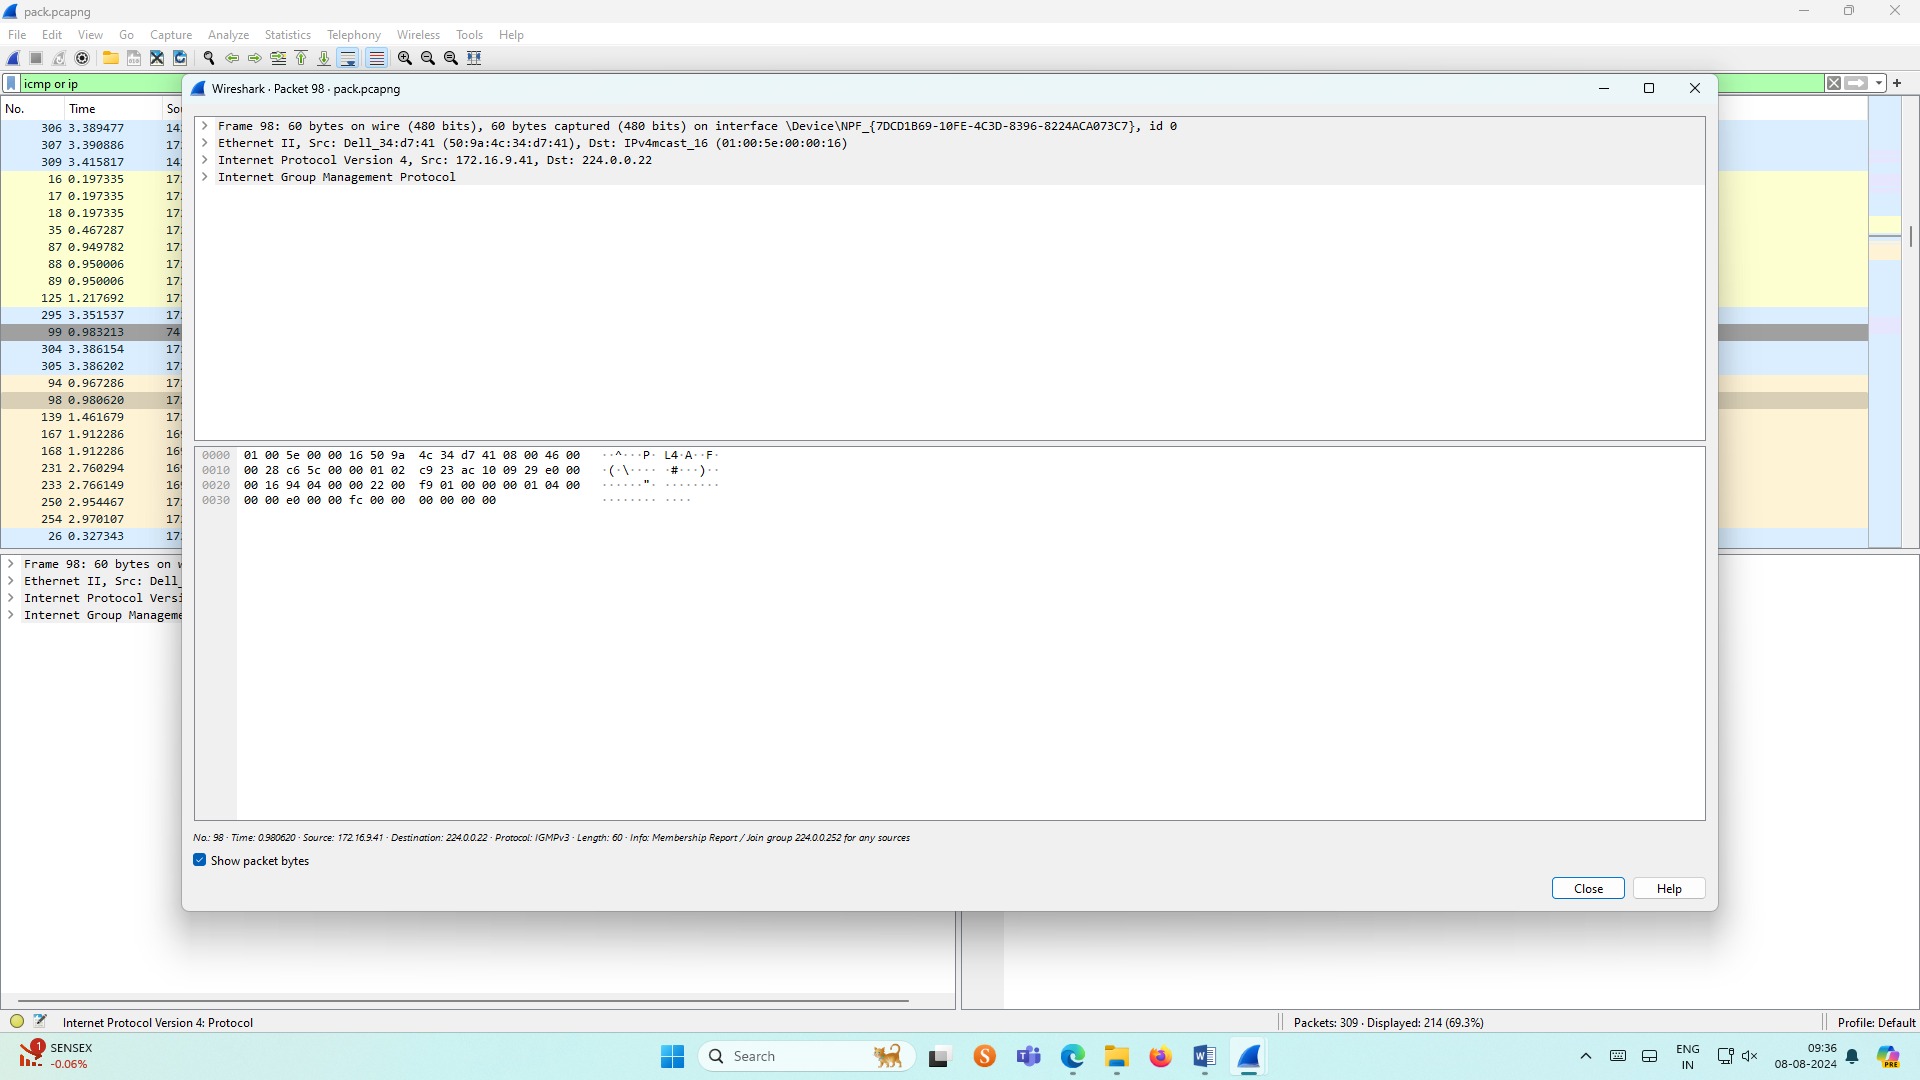 pack.pcapng
File Edit View Go Capture Analyze Statistics Telephony Wireless Tools Help
icmp or ip
No. Time
306 3.389477
307 3.390886
309 3.415817
16 0.197335
17 0.197335
18 0.197335
35 0.467287
87 0.949782
88 0.950006
89 0.950006
125 1.217692
295 3.351537
99 0.983213 74
304 3.386154
305 3.386202
94 0.967286
98 0.980620
139 1.461679
167 1.912286
168 1.912286
231 2.760294
233 2.766149
250 2.954467
254 2.970107
26 0.327343
Wireshark · Packet 98 · pack.pcapng
Frame 98: 60 bytes on wire (480 bits), 60 bytes captured (480 bits) on interface \Device\NPF_{7DCD1B69-10FE-4C3D-8396-8224ACA073C7}, id 0
Ethernet II, Src: Dell_34:d7:41 (50:9a:4c:34:d7:41), Dst: IPv4mcast_16 (01:00:5e:00:00:16)
Internet Protocol Version 4, Src: 172.16.9.41, Dst: 224.0.0.22
Internet Group Management Protocol
0000 01 00 5e 00 00 16 50 9a 4c 34 d7 41 08 00 46 00 ··^···P· L4·A··F·
0010 00 28 c6 5c 00 00 01 02 c9 23 ac 10 09 29 e0 00 ·(·\···· ·#···)··
0020 00 16 94 04 00 00 22 00 f9 01 00 00 00 01 04 00 ······"· ········
0030 00 00 e0 00 00 fc 00 00 00 00 00 00 ········ ····
No.: 98 · Time: 0.980620 · Source: 172.16.9.41 · Destination: 224.0.0.22 · Protocol: IGMPv3 · Length: 60 · Info: Membership Report / Join group 224.0.0.252 for any sources
Show packet bytes
Close Help
Frame 98: 60 bytes on
Ethernet II, Src: Dell_
Internet Protocol Versi
Internet Group Manageme
Internet Protocol Version 4: Protocol
Packets: 309 · Displayed: 214 (69.3%)
Profile: Default
1
SENSEX
-0.06%
Search
ENG
IN
09:36
08-08-2024
PRE